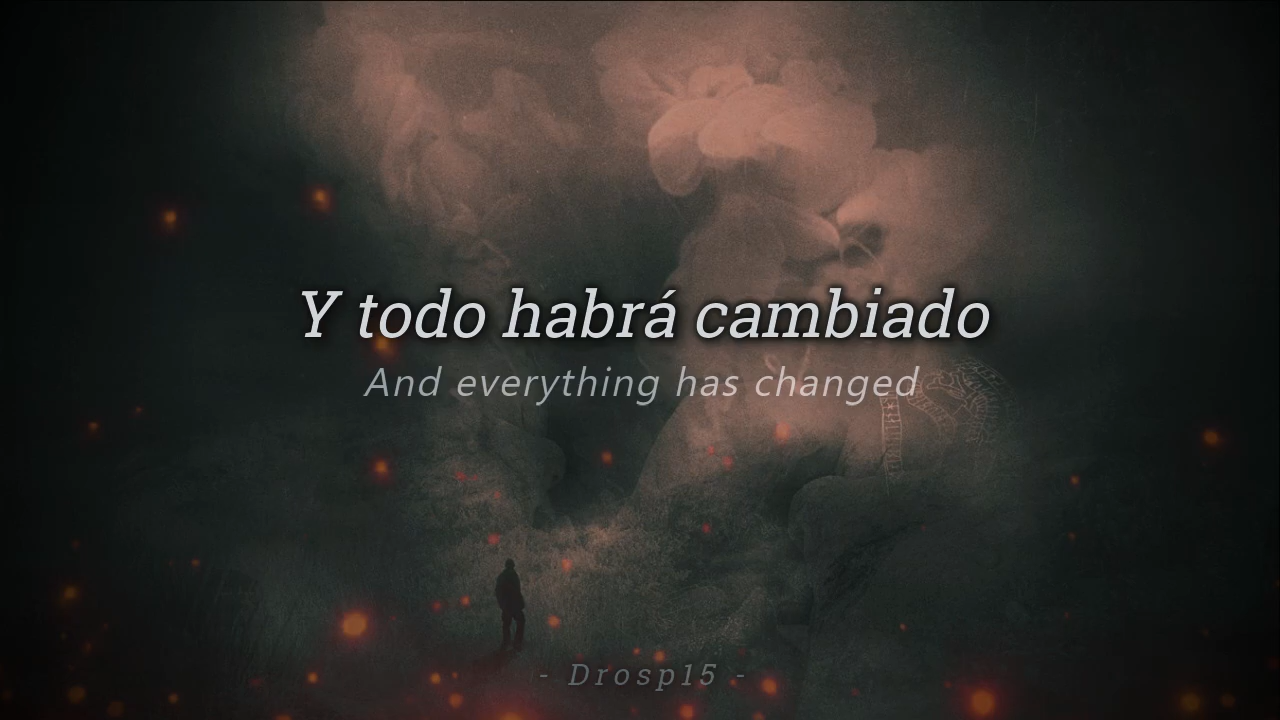 Y todo habrá cambiado
And everything has changed
- Drosp15 -